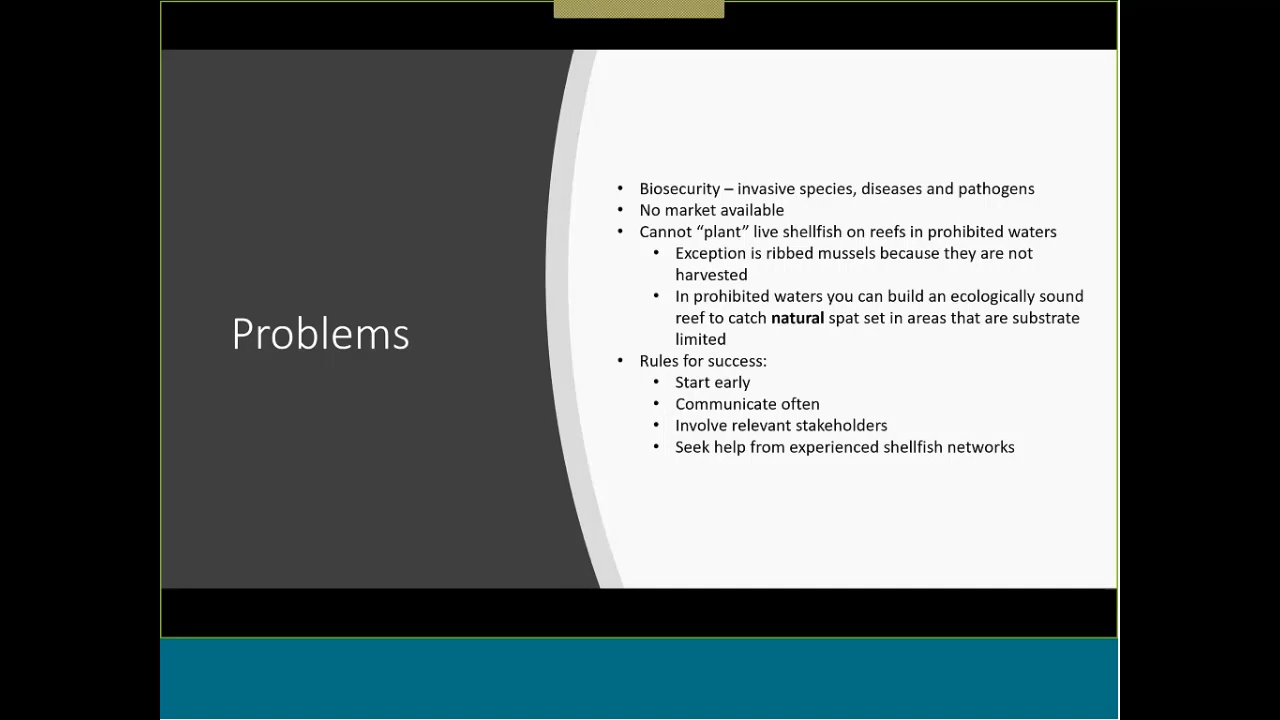 Problems
• Biosecurity – invasive species, diseases and pathogens
• No market available
• Cannot “plant” live shellfish on reefs in prohibited waters
• Exception is ribbed mussels because they are not
harvested
• In prohibited waters you can build an ecologically sound
reef to catch natural spat set in areas that are substrate
limited
• Rules for success:
• Start early
• Communicate often
• Involve relevant stakeholders
• Seek help from experienced shellfish networks